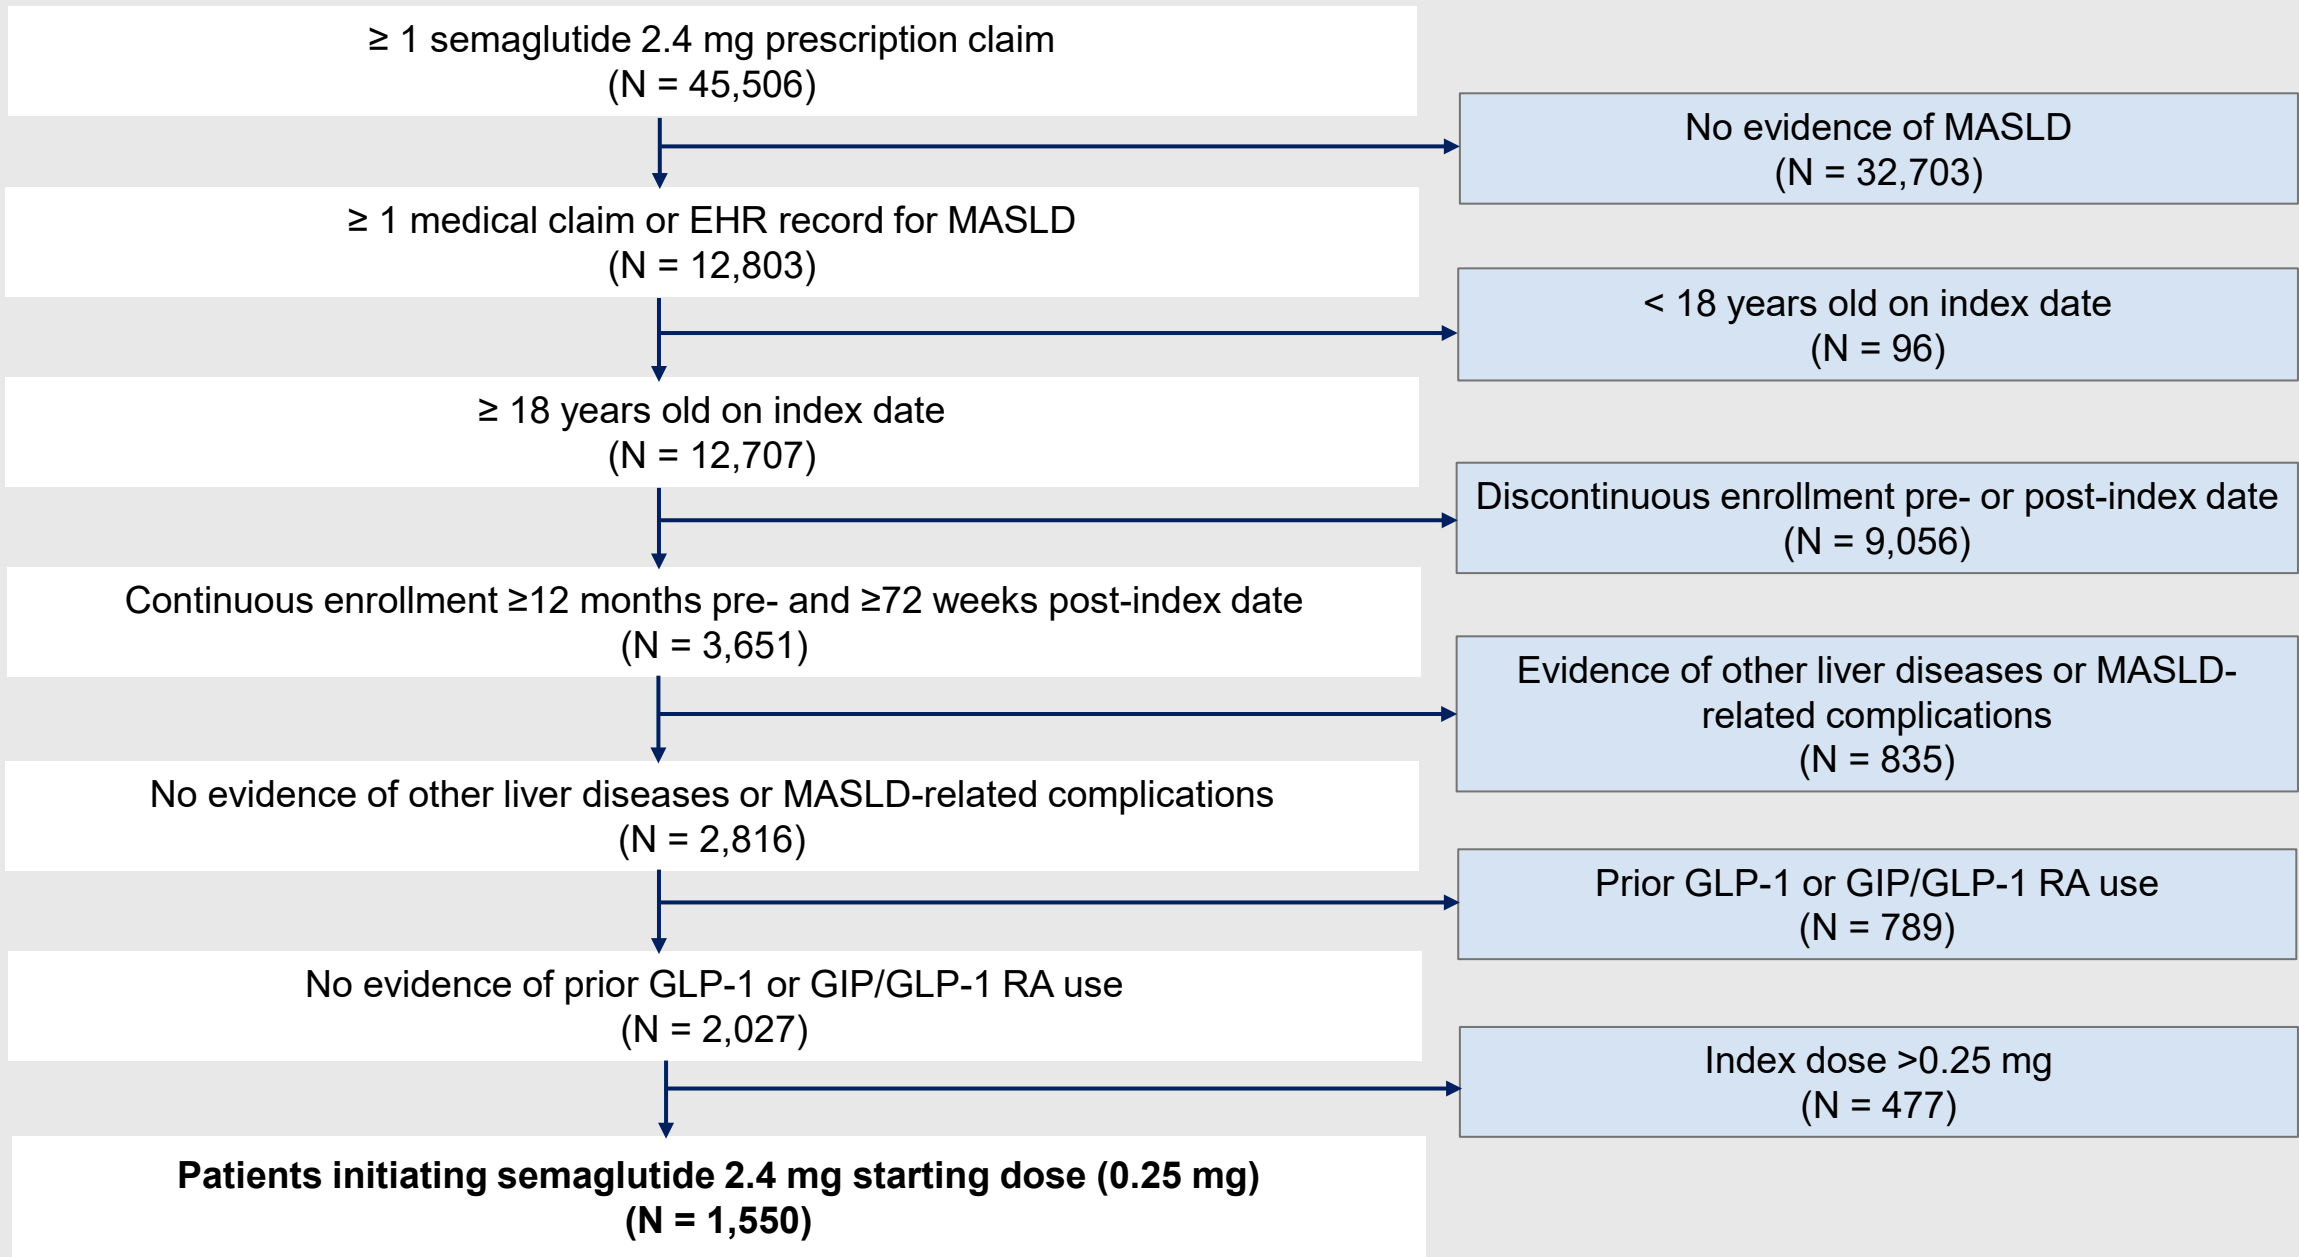 ≥ 1 semaglutide 2.4 mg prescription claim
(N = 45,506)
No evidence of MASLD
(N = 32,703)
≥ 1 medical claim or EHR record for MASLD
(N = 12,803)
< 18 years old on index date
(N = 96)
≥ 18 years old on index date
(N = 12,707)
Discontinuous enrollment pre- or post-index date
(N = 9,056)
Continuous enrollment ≥12 months pre- and ≥72 weeks post-index date
(N = 3,651)
Evidence of other liver diseases or MASLD-
related complications
(N = 835)
No evidence of other liver diseases or MASLD-related complications
(N = 2,816)
Prior GLP-1 or GIP/GLP-1 RA use
(N = 789)
No evidence of prior GLP-1 or GIP/GLP-1 RA use
(N = 2,027)
Index dose >0.25 mg
(N = 477)
Patients initiating semaglutide 2.4 mg starting dose (0.25 mg)
(N = 1,550)